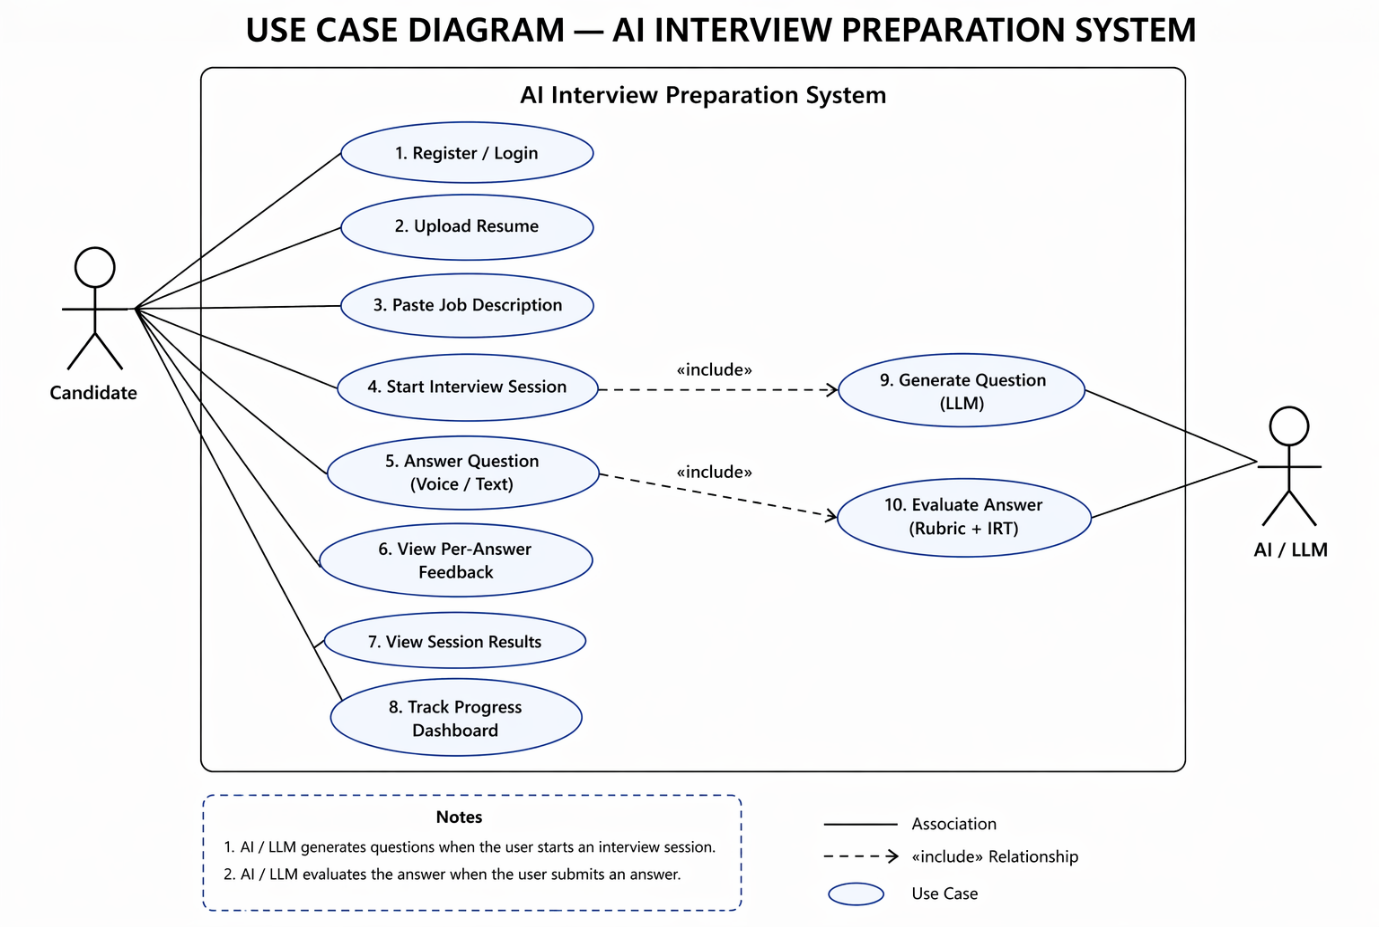 USE CASE DIAGRAM — AI INTERVIEW PREPARATION SYSTEM
AI Interview Preparation System
1. Register / Login
2. Upload Resume
3. Paste Job Description
Candidate
4. Start Interview Session
«include»
9. Generate Question
(LLM)
5. Answer Question
(Voice / Text)
«include»
10. Evaluate Answer
(Rubric + IRT)
AI / LLM
6. View Per-Answer
Feedback
7. View Session Results
8. Track Progress
Dashboard
Notes
1. AI / LLM generates questions when the user starts an interview session.
2. AI / LLM evaluates the answer when the user submits an answer.
Association
«include» Relationship
Use Case